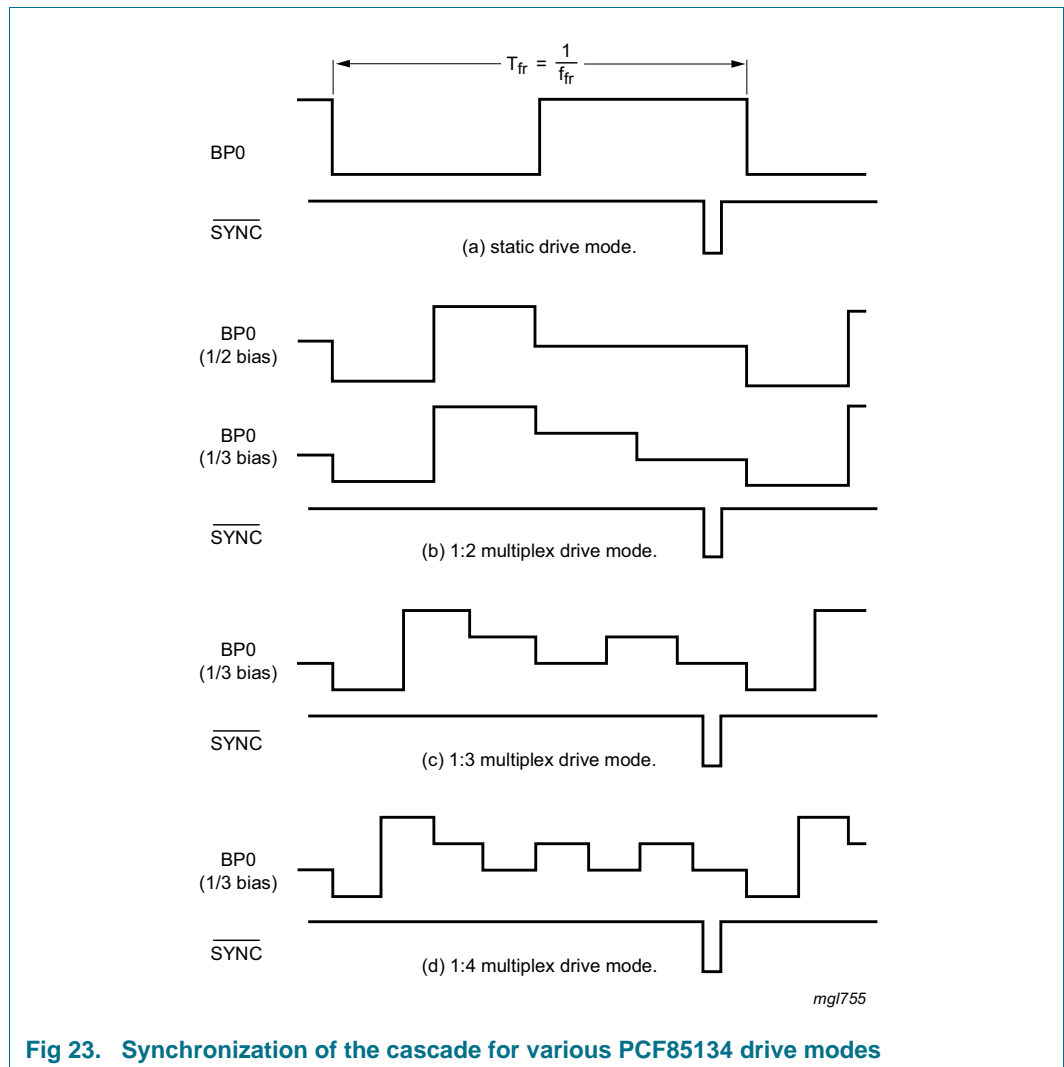 T_fr = 1/f_fr
BP0
SYNC
(a) static drive mode.
BP0
(1/2 bias)
BP0
(1/3 bias)
SYNC
(b) 1:2 multiplex drive mode.
BP0
(1/3 bias)
SYNC
(c) 1:3 multiplex drive mode.
BP0
(1/3 bias)
SYNC
(d) 1:4 multiplex drive mode.
mgl755
Fig 23. Synchronization of the cascade for various PCF85134 drive modes